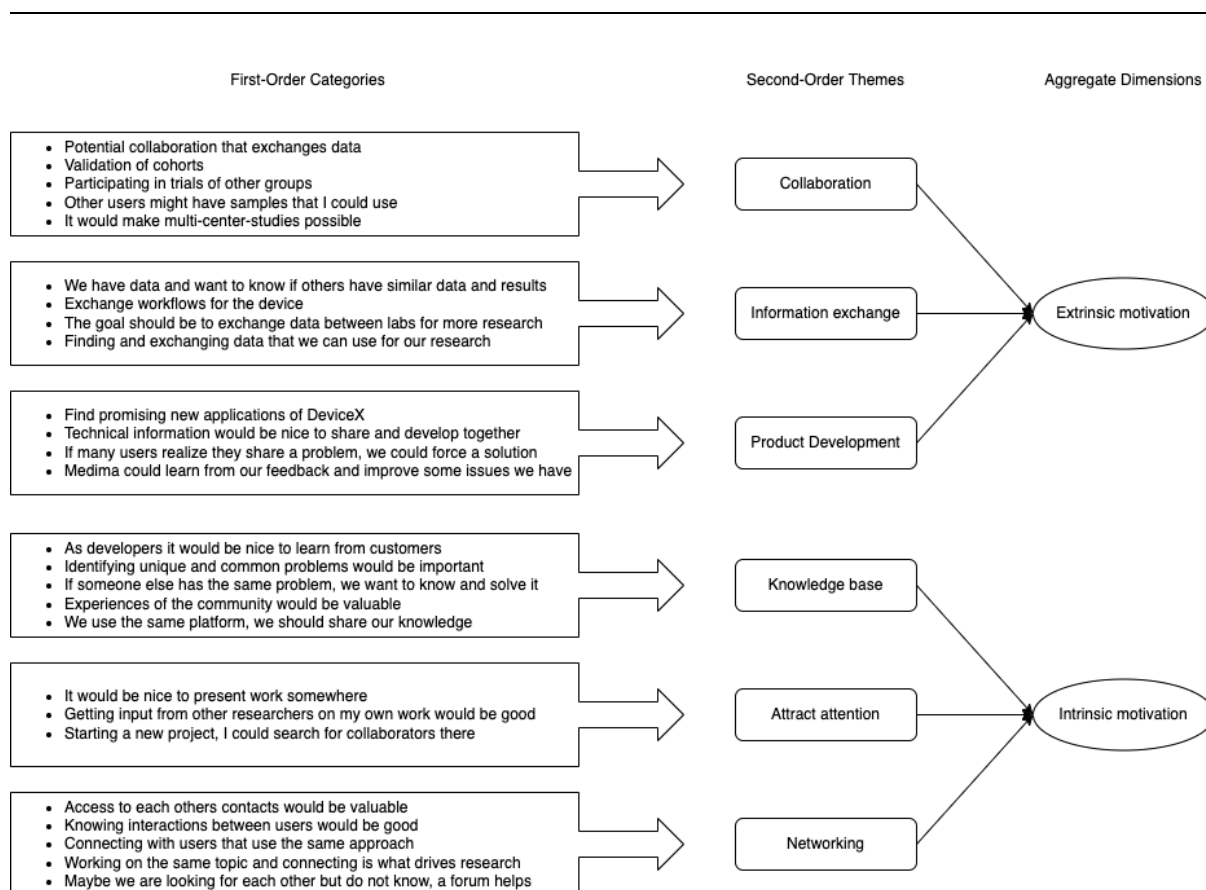 First-Order Categories
Second-Order Themes
Aggregate Dimensions
Potential collaboration that exchanges data
Validation of cohorts
Participating in trials of other groups
Other users might have samples that I could use
It would make multi-center-studies possible
Collaboration
We have data and want to know if others have similar data and results
Exchange workflows for the device
The goal should be to exchange data between labs for more research
Finding and exchanging data that we can use for our research
Information exchange
Extrinsic motivation
Find promising new applications of DeviceX
Technical information would be nice to share and develop together
If many users realize they share a problem, we could force a solution
Medima could learn from our feedback and improve some issues we have
Product Development
As developers it would be nice to learn from customers
Identifying unique and common problems would be important
If someone else has the same problem, we want to know and solve it
Experiences of the community would be valuable
We use the same platform, we should share our knowledge
Knowledge base
It would be nice to present work somewhere
Getting input from other researchers on my own work would be good
Starting a new project, I could search for collaborators there
Attract attention
Intrinsic motivation
Access to each others contacts would be valuable
Knowing interactions between users would be good
Connecting with users that use the same approach
Working on the same topic and connecting is what drives research
Maybe we are looking for each other but do not know, a forum helps
Networking